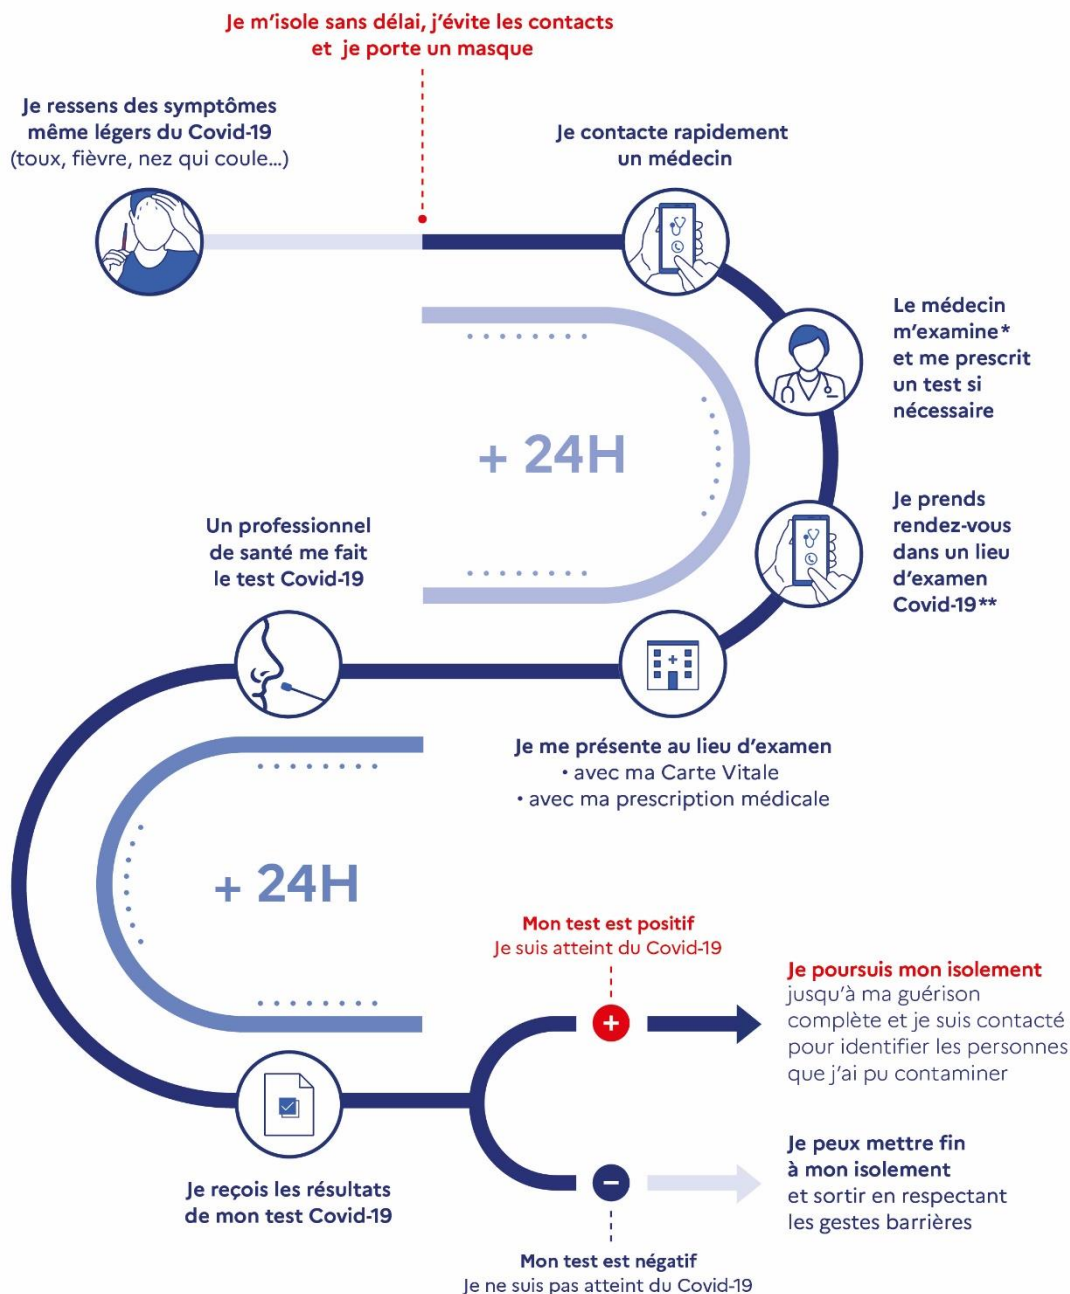 Je m'isole sans délai, j'évite les contacts
et je porte un masque
Je ressens des symptômes
même légers du Covid-19
(toux, fièvre, nez qui coule...)
Je contacte rapidement
un médecin
Le médecin
m'examine*
et me prescrit
un test si
nécessaire
+ 24H
Je prends
rendez-vous
dans un lieu
d'examen
Covid-19**
Je me présente au lieu d'examen
• avec ma Carte Vitale
• avec ma prescription médicale
Un professionnel
de santé me fait
le test Covid-19
+ 24H
Je reçois les résultats
de mon test Covid-19
Mon test est positif
Je suis atteint du Covid-19
+
Je poursuis mon isolement
jusqu'à ma guérison
complète et je suis contacté
pour identifier les personnes
que j'ai pu contaminer
−
Mon test est négatif
Je ne suis pas atteint du Covid-19
Je peux mettre fin
à mon isolement
et sortir en respectant
les gestes barrières